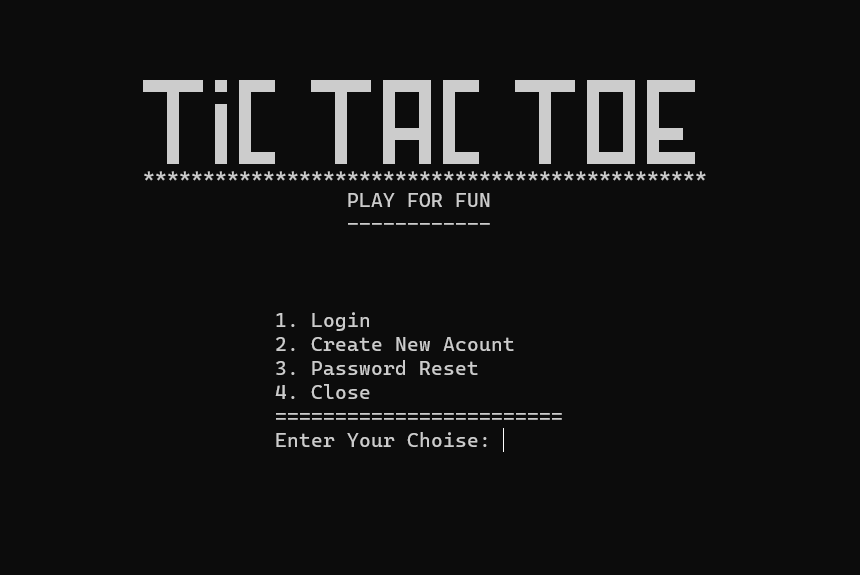 TiC TAC TOE
***********************************************
PLAY FOR FUN
------------
1. Login
2. Create New Acount
3. Password Reset
4. Close
========================
Enter Your Choise: